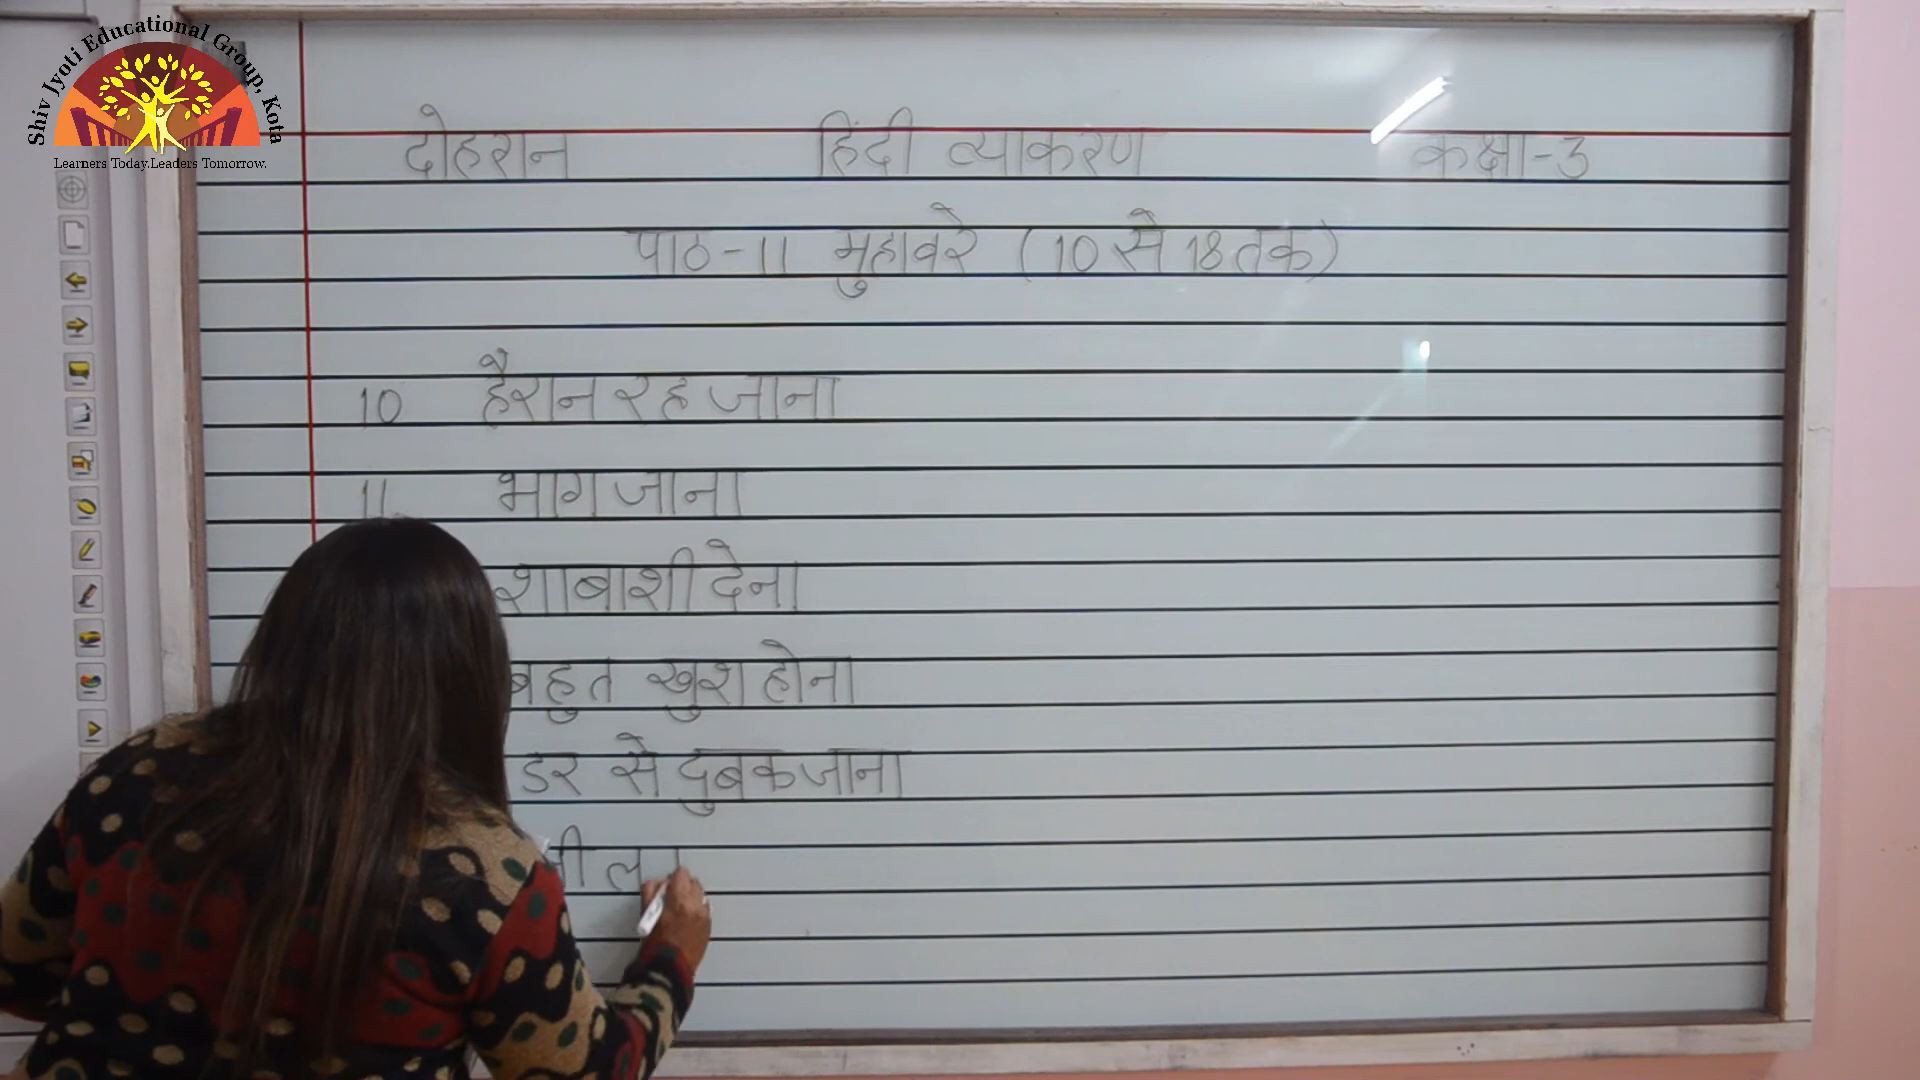 Shiv Jyoti Educational Group, Kota
Learners Today.Leaders Tomorrow.
दोहरान हिंदी व्याकरण कक्षा-3
पाठ-11 मुहावरे (10 से 18 तक)
10 हैरान रह जाना
11 भाग जाना
शाबाशी देना
बहुत खुश होना
डर से दुबक जाना